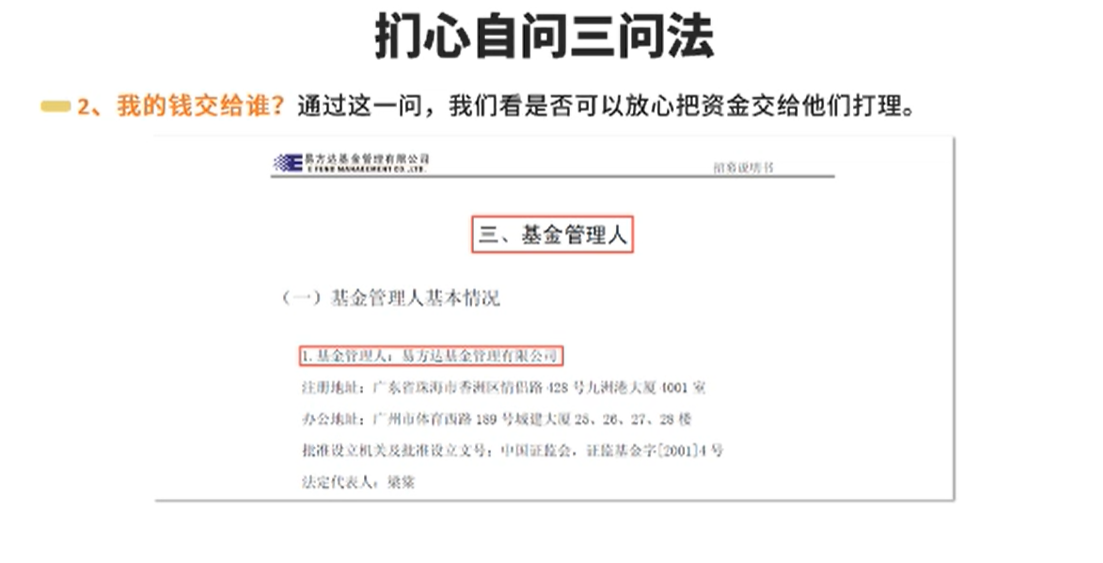 扪心自问三问法
2、我的钱交给谁？通过这一问，我们看是否可以放心把资金交给他们打理。
易方达基金管理有限公司
E FUND MANAGEMENT CO.,LTD.
招募说明书
三、基金管理人
（一）基金管理人基本情况
1.基金管理人：易方达基金管理有限公司
注册地址：广东省珠海市香洲区情侣路 428 号九洲港大厦 4001 室
办公地址：广州市体育西路 189 号城建大厦 25、26、27、28 楼
批准设立机关及批准设立文号：中国证监会，证监基金字[2001]4 号
法定代表人：梁棠